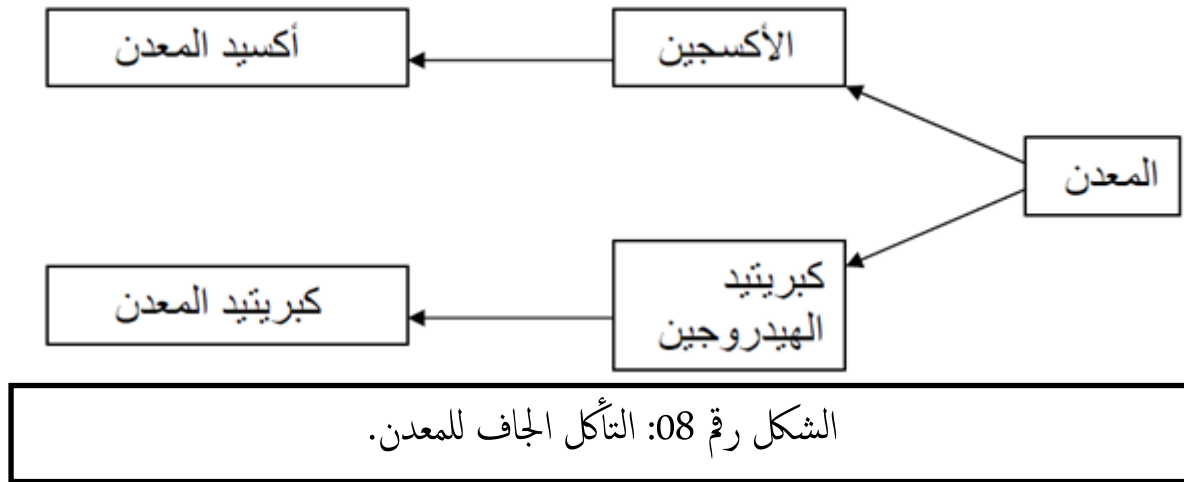 المعدن
الأكسجين
أكسيد المعدن
كبريتيد
الهيدروجين
كبريتيد المعدن
الشكل رقم 08: التآكل الجاف للمعدن.